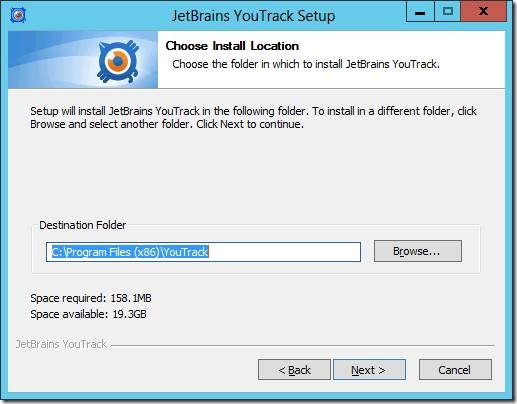 JetBrains YouTrack Setup
Choose Install Location
Choose the folder in which to install JetBrains YouTrack.
Setup will install JetBrains YouTrack in the following folder. To install in a different folder, click
Browse and select another folder. Click Next to continue.
Destination Folder
C:\Program Files (x86)\YouTrack
Browse...
Space required: 158.1MB
Space available: 19.3GB
JetBrains YouTrack
< Back
Next >
Cancel